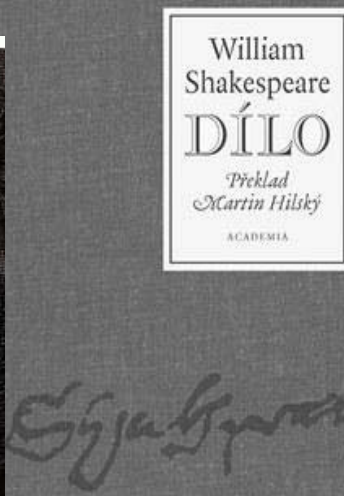 William
Shakespeare
DÍLO
Překlad
Martin Hilský
ACADEMIA